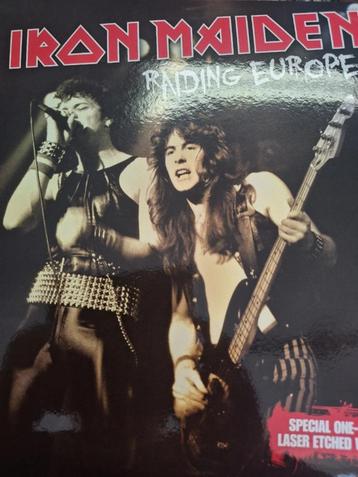 IRON MAIDEN
RAIDING EUROPE
SPECIAL ONE-
LASER ETCHED